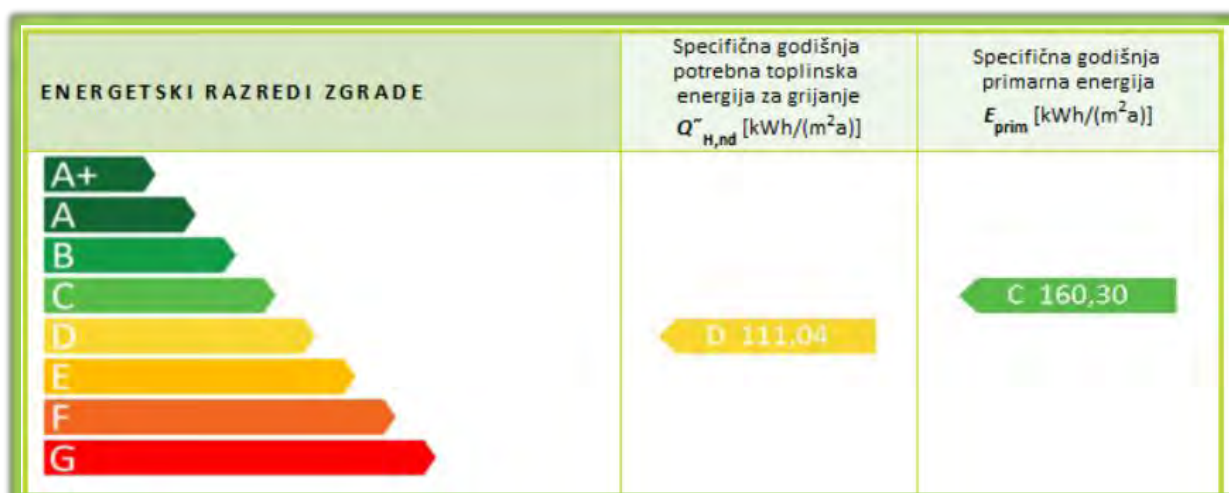 ENERGETSKI RAZREDI ZGRADE
Specifična godišnja
potrebna toplinska
energija za grijanje
Q″H,nd [kWh/(m²a)]
Specifična godišnja
primarna energija
Eprim [kWh/(m²a)]
A+
A
B
C
C 160,30
D
D 111,04
E
F
G